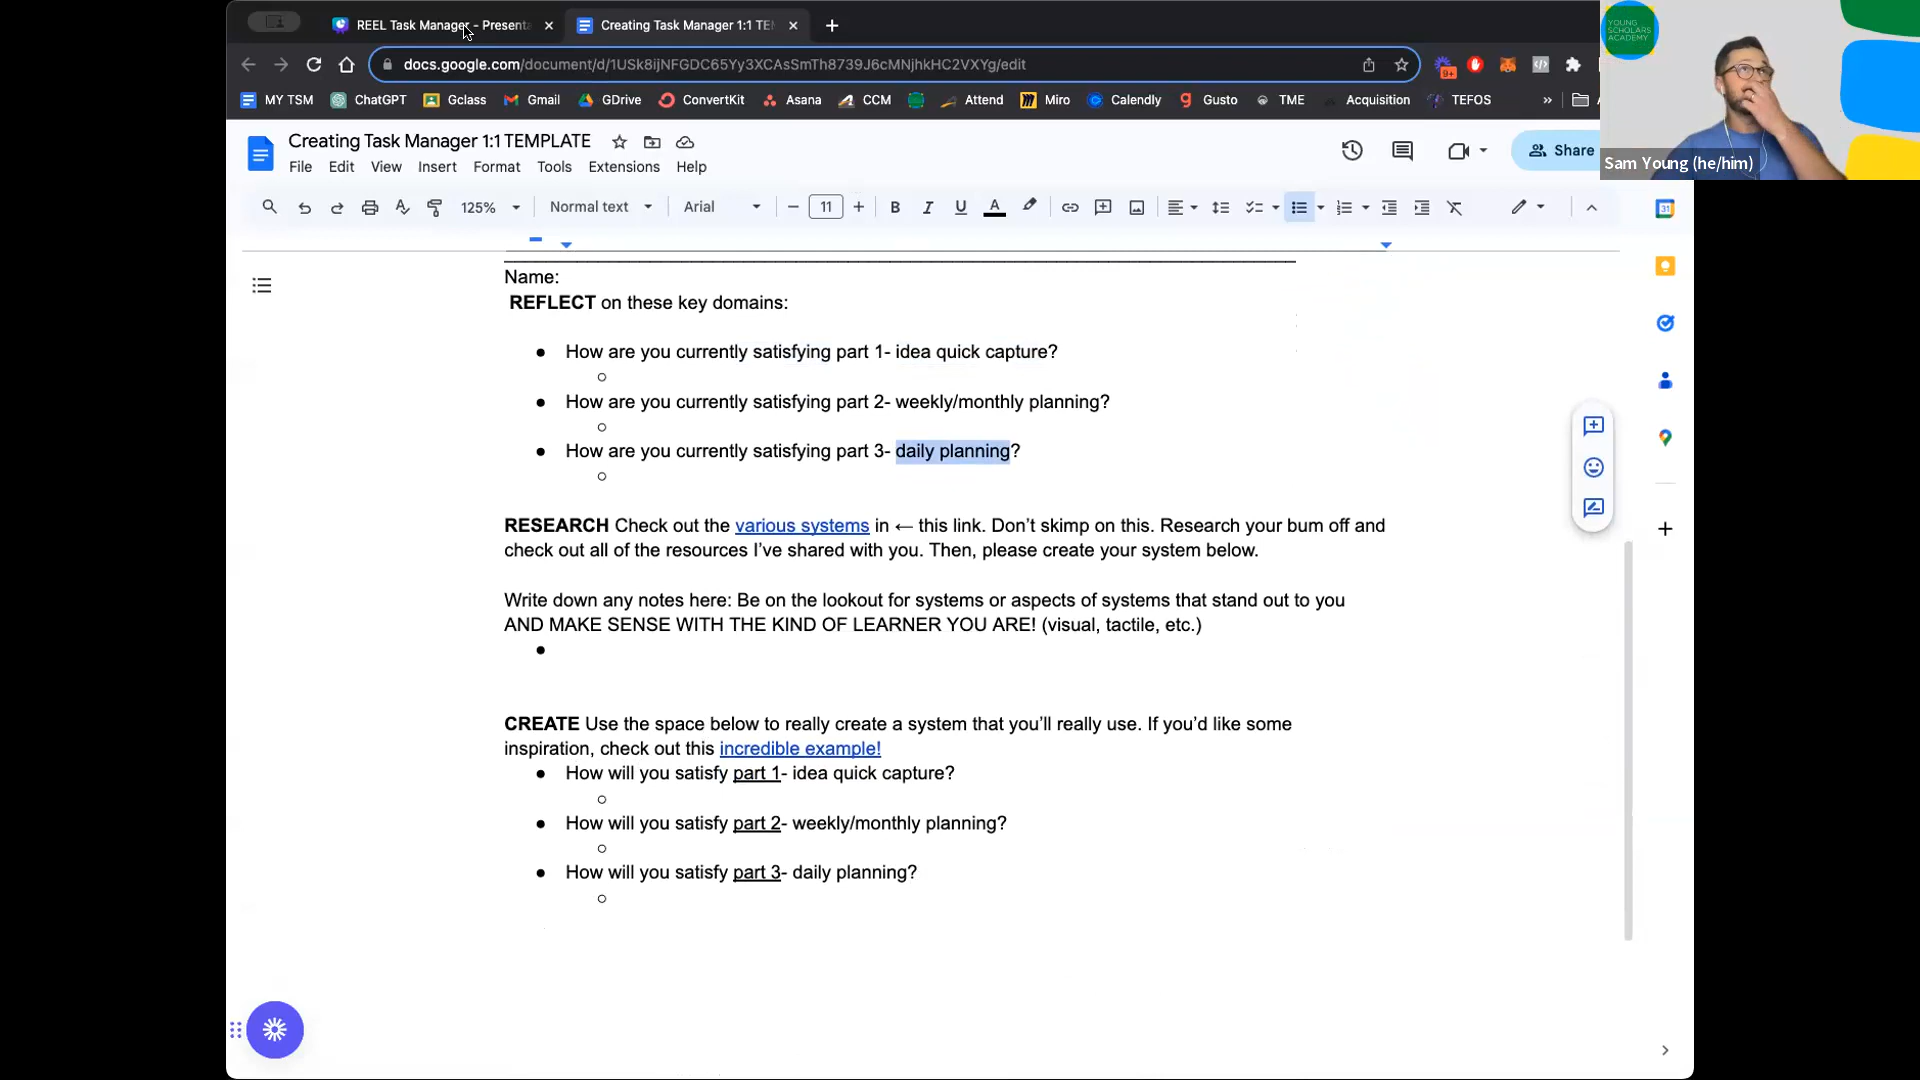 REEL Task Manager - Presenta
Creating Task Manager 1:1 TE
docs.google.com/document/d/1USk8ijNFGDC65Yy3XCAsSmTh8739J6cMNjhkHC2VXYg/edit
9+
MY TSM ChatGPT Gclass Gmail GDrive ConvertKit Asana CCM Attend Miro Calendly Gusto TME Acquisition TEFOS »
YOUNG
SCHOLARS
ACADEMY
Sam Young (he/him)
Creating Task Manager 1:1 TEMPLATE
File Edit View Insert Format Tools Extensions Help
Share
125% Normal text Arial 11 B I U A
31
Name:
REFLECT on these key domains:
● How are you currently satisfying part 1- idea quick capture?
○
● How are you currently satisfying part 2- weekly/monthly planning?
○
● How are you currently satisfying part 3- daily planning?
○
RESEARCH Check out the various systems in ← this link. Don’t skimp on this. Research your bum off and
check out all of the resources I’ve shared with you. Then, please create your system below.
Write down any notes here: Be on the lookout for systems or aspects of systems that stand out to you
AND MAKE SENSE WITH THE KIND OF LEARNER YOU ARE! (visual, tactile, etc.)
●
CREATE Use the space below to really create a system that you’ll really use. If you’d like some
inspiration, check out this incredible example!
● How will you satisfy part 1- idea quick capture?
○
● How will you satisfy part 2- weekly/monthly planning?
○
● How will you satisfy part 3- daily planning?
○